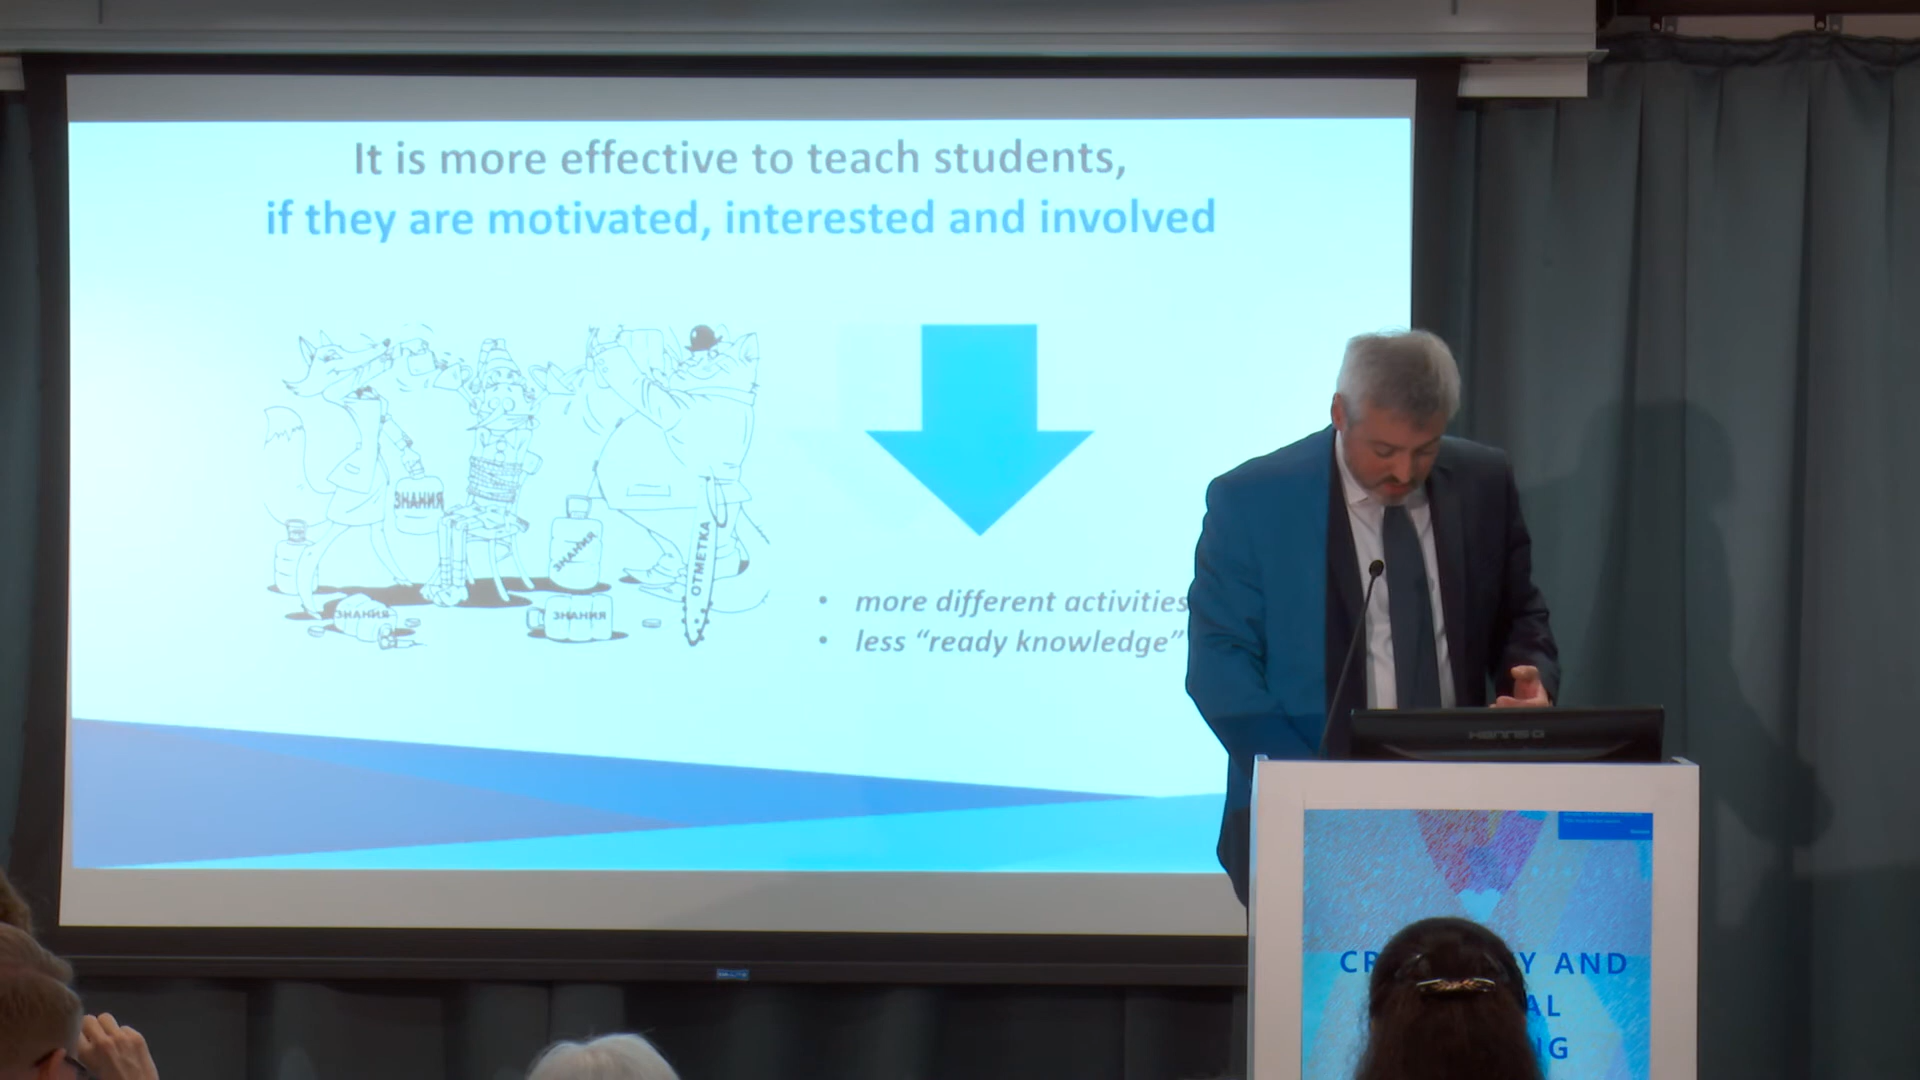 It is more effective to teach students,
if they are motivated, interested and involved
ЗНАНИЯ
ЗНАНИЯ
ЗНАНИЯ
ЗНАНИЯ
ОТМЕТКА
• more different activities
• less “ready knowledge”
HANNS G
AND